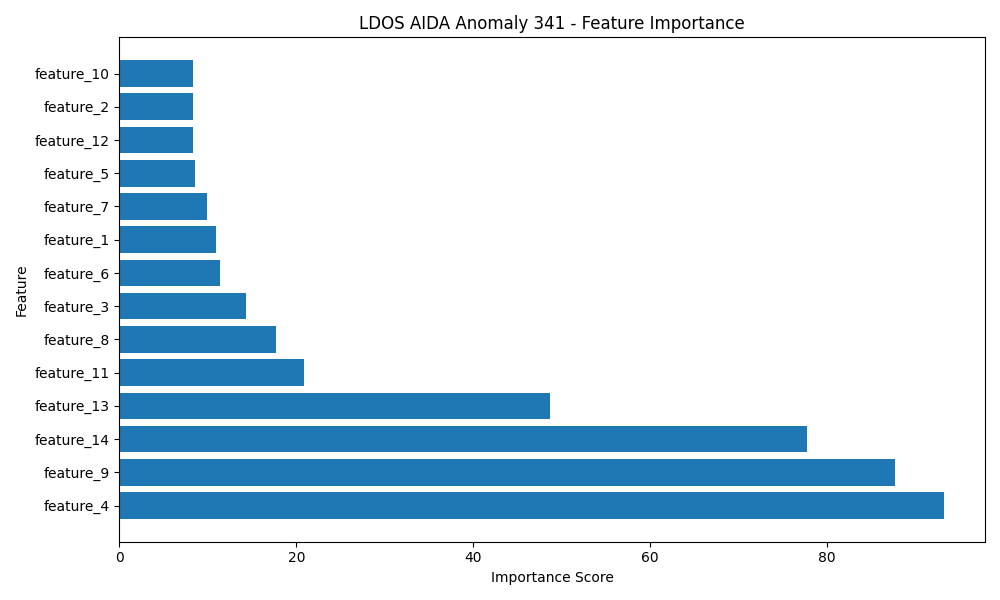 LDOS AIDA Anomaly 341 - Feature Importance
feature_10
feature_2
feature_12
feature_5
feature_7
feature_1
feature_6
feature_3
feature_8
feature_11
feature_13
feature_14
feature_9
feature_4
Feature
0 20 40 60 80
Importance Score